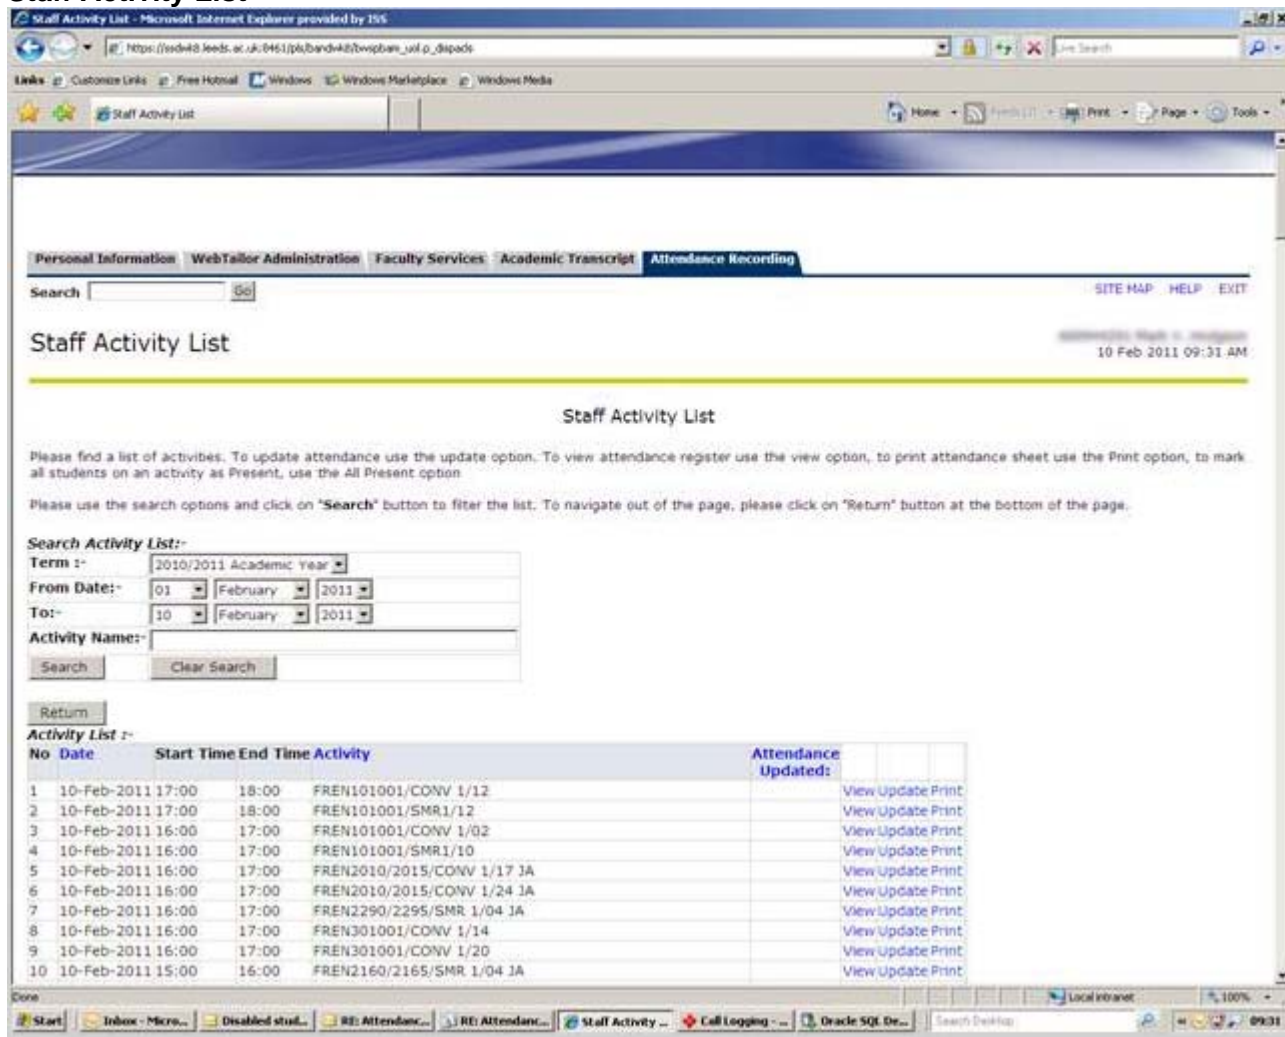 Staff Activity List
Staff Activity List - Microsoft Internet Explorer provided by ISS
Live Search
Links Customize Links Free Hotmail Windows Windows Marketplace Windows Media
Staff Activity List Home Print Page Tools
Personal Information WebTailor Administration Faculty Services Academic Transcript Attendance Recording
Search Go SITE MAP HELP EXIT
Staff Activity List
10 Feb 2011 09:31 AM
Staff Activity List
Please find a list of activities. To update attendance use the update option. To view attendance register use the view option, to print attendance sheet use the Print option, to mark
all students on an activity as Present, use the All Present option
Please use the search options and click on "Search" button to filter the list. To navigate out of the page, please click on "Return" button at the bottom of the page.
Search Activity List:-
Term :- 2010/2011 Academic Year
From Date:- 01 February 2011
To:- 10 February 2011
Activity Name:-
Search Clear Search
Return
Activity List :-
No Date Start Time End Time Activity Attendance
Updated:
1 10-Feb-2011 17:00 18:00 FREN101001/CONV 1/12 View Update Print
2 10-Feb-2011 17:00 18:00 FREN101001/SMR1/12 View Update Print
3 10-Feb-2011 16:00 17:00 FREN101001/CONV 1/02 View Update Print
4 10-Feb-2011 16:00 17:00 FREN101001/SMR1/10 View Update Print
5 10-Feb-2011 16:00 17:00 FREN2010/2015/CONV 1/17 JA View Update Print
6 10-Feb-2011 16:00 17:00 FREN2010/2015/CONV 1/24 JA View Update Print
7 10-Feb-2011 16:00 17:00 FREN2290/2295/SMR 1/04 JA View Update Print
8 10-Feb-2011 16:00 17:00 FREN301001/CONV 1/14 View Update Print
9 10-Feb-2011 16:00 17:00 FREN301001/CONV 1/20 View Update Print
10 10-Feb-2011 15:00 16:00 FREN2160/2165/SMR 1/04 JA View Update Print
Done Local intranet 100%
Start Inbox - Micro... Disabled stud... RE: Attendanc... RE: Attendanc... Staff Activity ... Call Logging - ... Oracle SQL De... Search Desktop 09:31